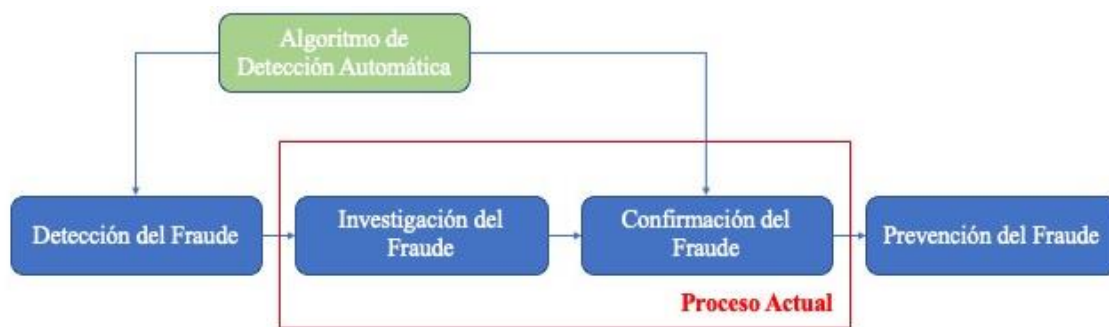 Algoritmo de
Detección Automática
Detección del Fraude
Investigación del
Fraude
Confirmación del
Fraude
Prevención del Fraude
Proceso Actual